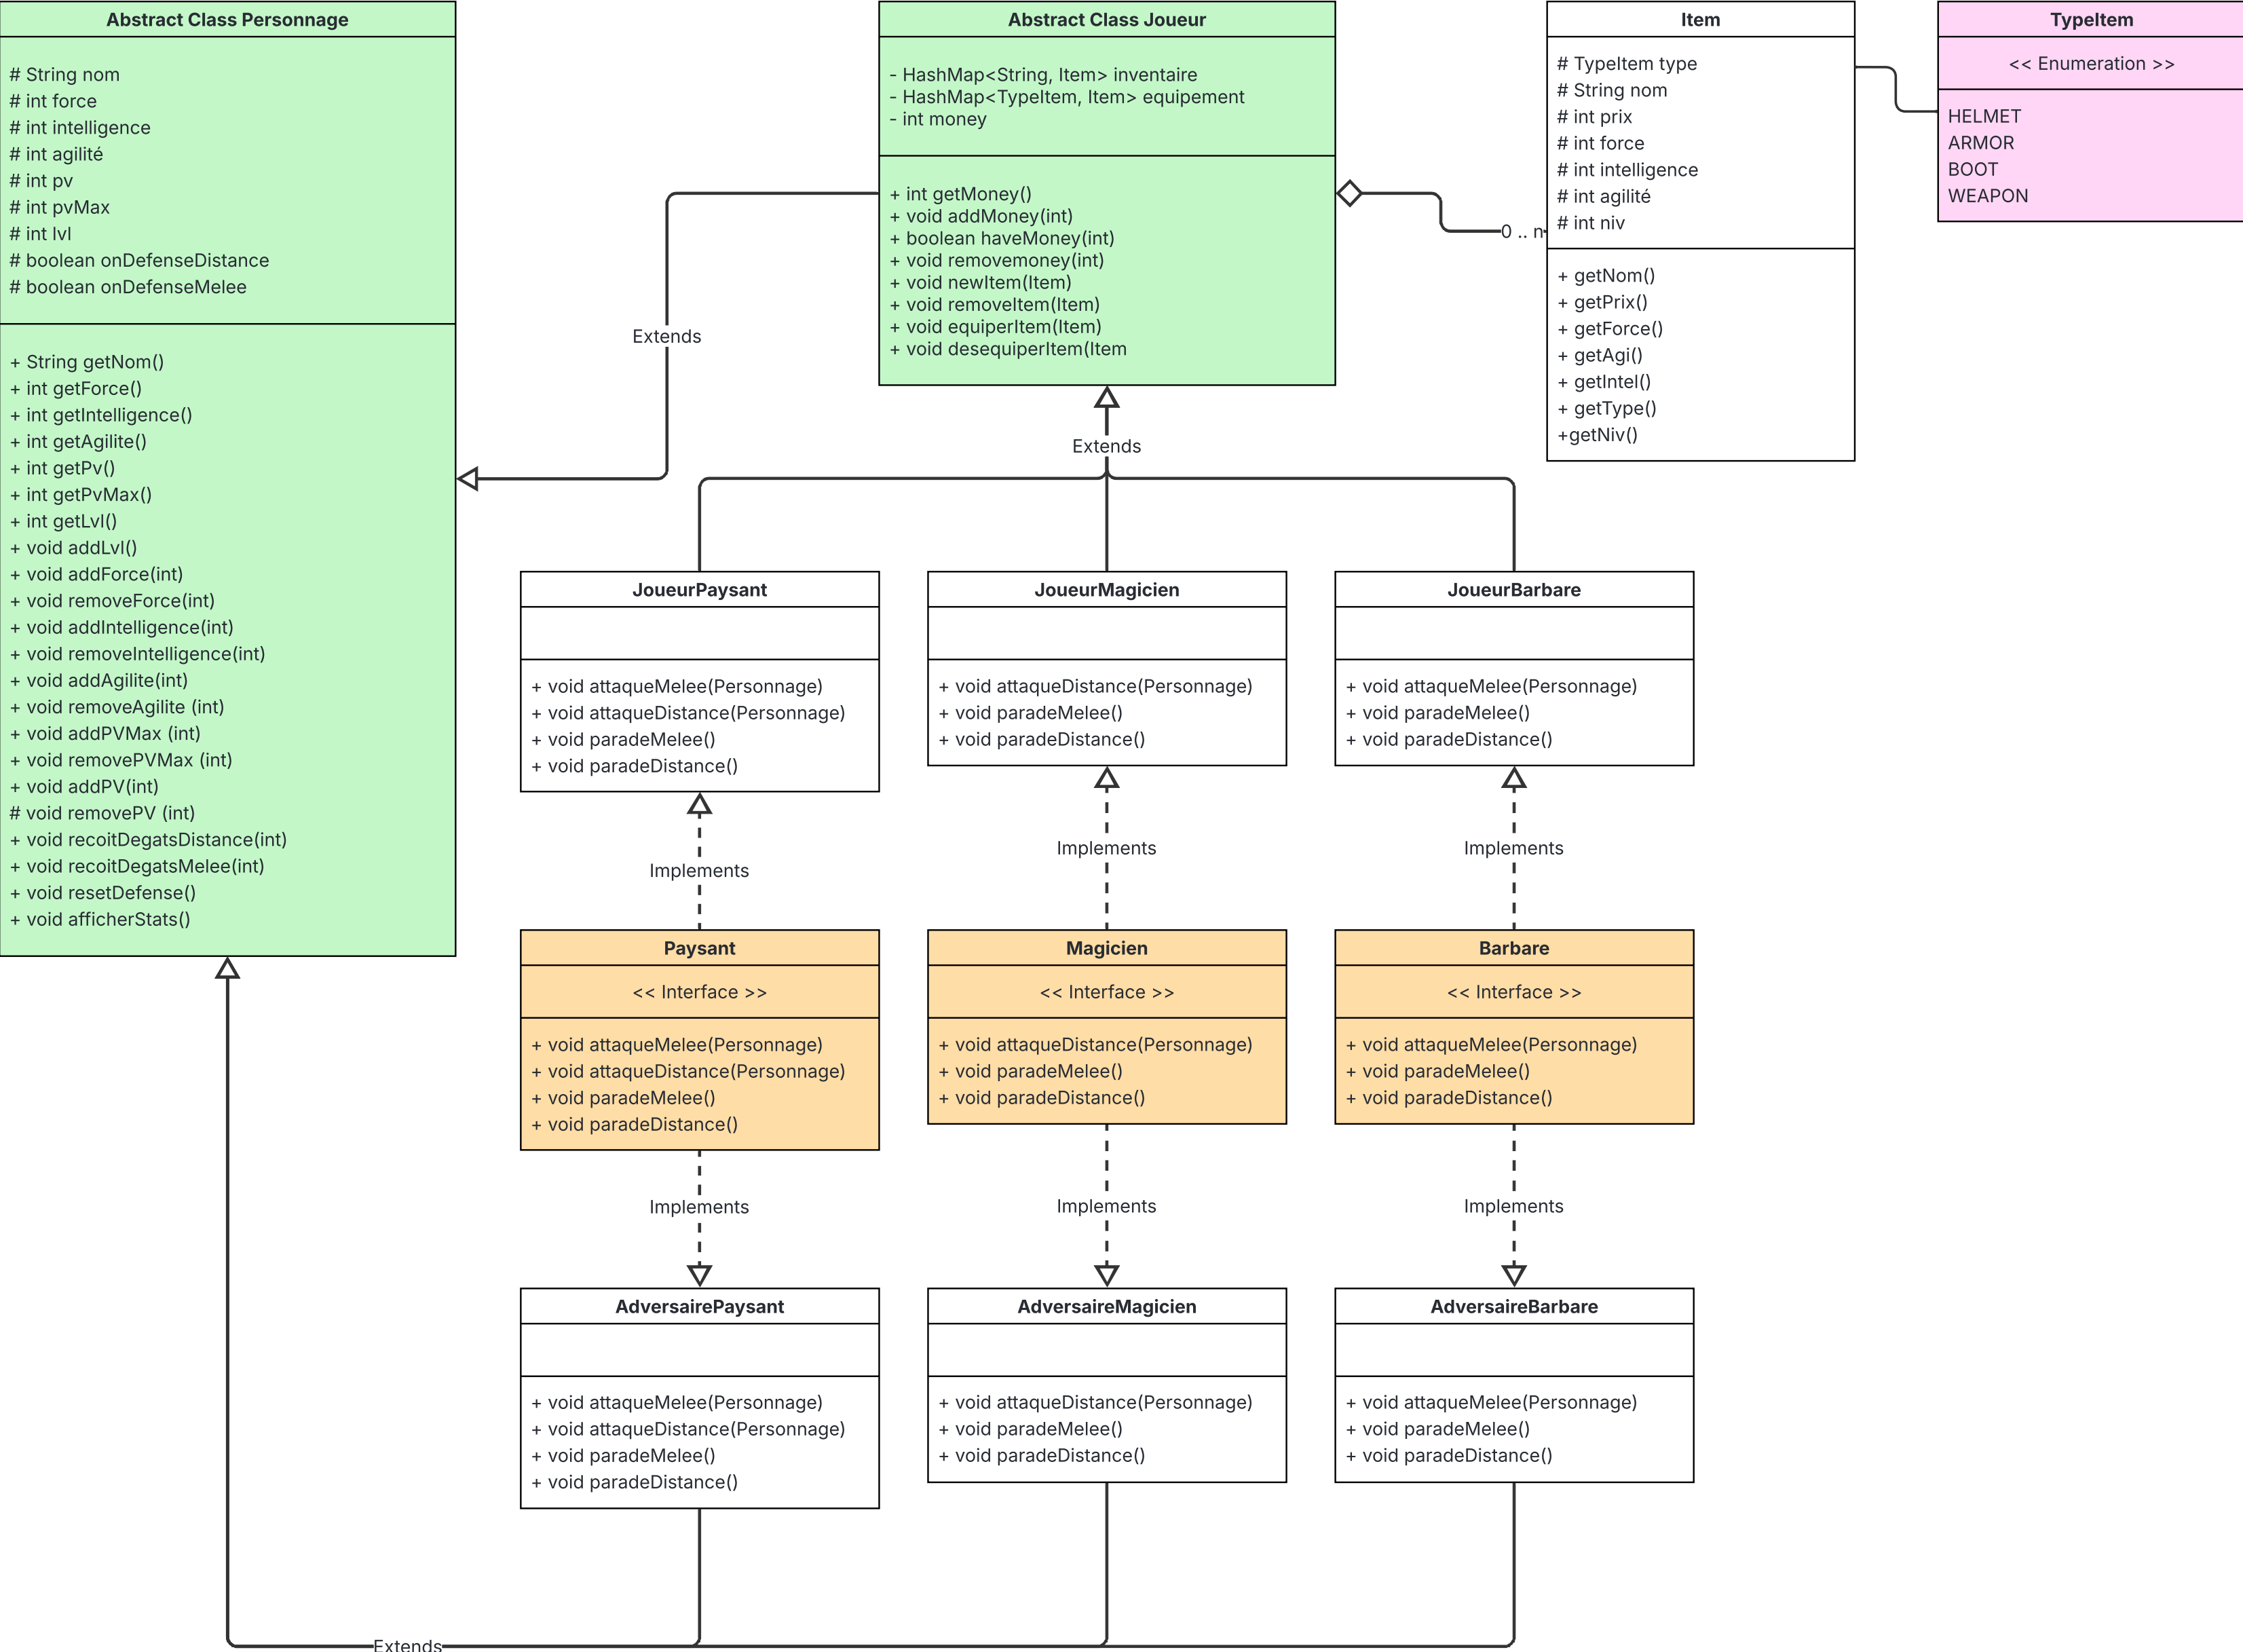 Abstract Class Personnage
# String nom
# int force
# int intelligence
# int agilité
# int pv
# int pvMax
# int lvl
# boolean onDefenseDistance
# boolean onDefenseMelee
+ String getNom()
+ int getForce()
+ int getIntelligence()
+ int getAgilite()
+ int getPv()
+ int getPvMax()
+ int getLvl()
+ void addLvl()
+ void addForce(int)
+ void removeForce(int)
+ void addIntelligence(int)
+ void removeIntelligence(int)
+ void addAgilite(int)
+ void removeAgilite (int)
+ void addPVMax (int)
+ void removePVMax (int)
+ void addPV(int)
# void removePV (int)
+ void recoitDegatsDistance(int)
+ void recoitDegatsMelee(int)
+ void resetDefense()
+ void afficherStats()
Extends
Abstract Class Joueur
- HashMap<String, Item> inventaire
- HashMap<TypeItem, Item> equipement
- int money
+ int getMoney()
+ void addMoney(int)
+ boolean haveMoney(int)
+ void removemoney(int)
+ void newItem(Item)
+ void removeItem(Item)
+ void equiperItem(Item)
+ void desequiperItem(Item
0 .. n
Item
# TypeItem type
# String nom
# int prix
# int force
# int intelligence
# int agilité
# int niv
+ getNom()
+ getPrix()
+ getForce()
+ getAgi()
+ getIntel()
+ getType()
+getNiv()
TypeItem
<< Enumeration >>
HELMET
ARMOR
BOOT
WEAPON
Extends
JoueurPaysant
+ void attaqueMelee(Personnage)
+ void attaqueDistance(Personnage)
+ void paradeMelee()
+ void paradeDistance()
JoueurMagicien
+ void attaqueDistance(Personnage)
+ void paradeMelee()
+ void paradeDistance()
JoueurBarbare
+ void attaqueMelee(Personnage)
+ void paradeMelee()
+ void paradeDistance()
Implements
Implements
Implements
Paysant
<< Interface >>
+ void attaqueMelee(Personnage)
+ void attaqueDistance(Personnage)
+ void paradeMelee()
+ void paradeDistance()
Magicien
<< Interface >>
+ void attaqueDistance(Personnage)
+ void paradeMelee()
+ void paradeDistance()
Barbare
<< Interface >>
+ void attaqueMelee(Personnage)
+ void paradeMelee()
+ void paradeDistance()
Implements
Implements
Implements
AdversairePaysant
+ void attaqueMelee(Personnage)
+ void attaqueDistance(Personnage)
+ void paradeMelee()
+ void paradeDistance()
AdversaireMagicien
+ void attaqueDistance(Personnage)
+ void paradeMelee()
+ void paradeDistance()
AdversaireBarbare
+ void attaqueMelee(Personnage)
+ void paradeMelee()
+ void paradeDistance()
Extends